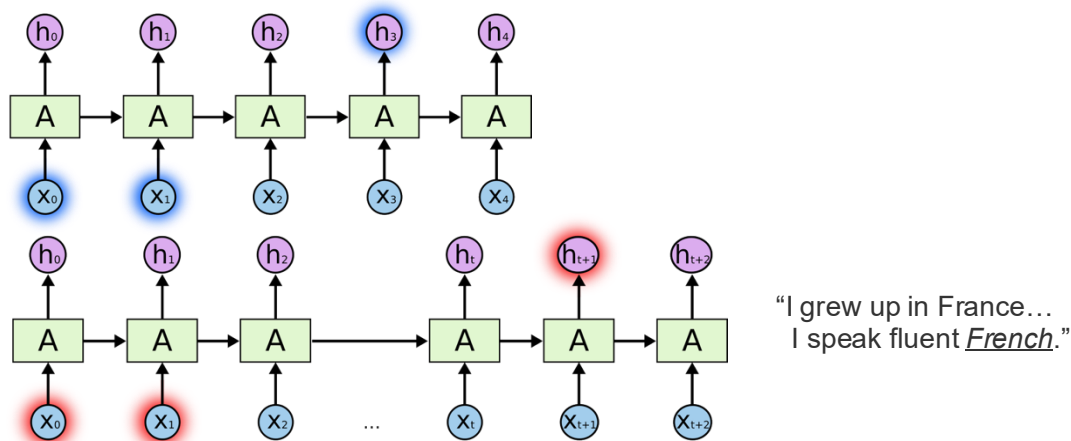 h₀ h₁ h₂ h₃ h₄
A A A A A
x₀ x₁ x₂ x₃ x₄
h₀ h₁ h₂ hₜ hₜ₊₁ hₜ₊₂
A A A A A A
x₀ x₁ x₂ ... xₜ xₜ₊₁ xₜ₊₂
“I grew up in France…
I speak fluent French.”